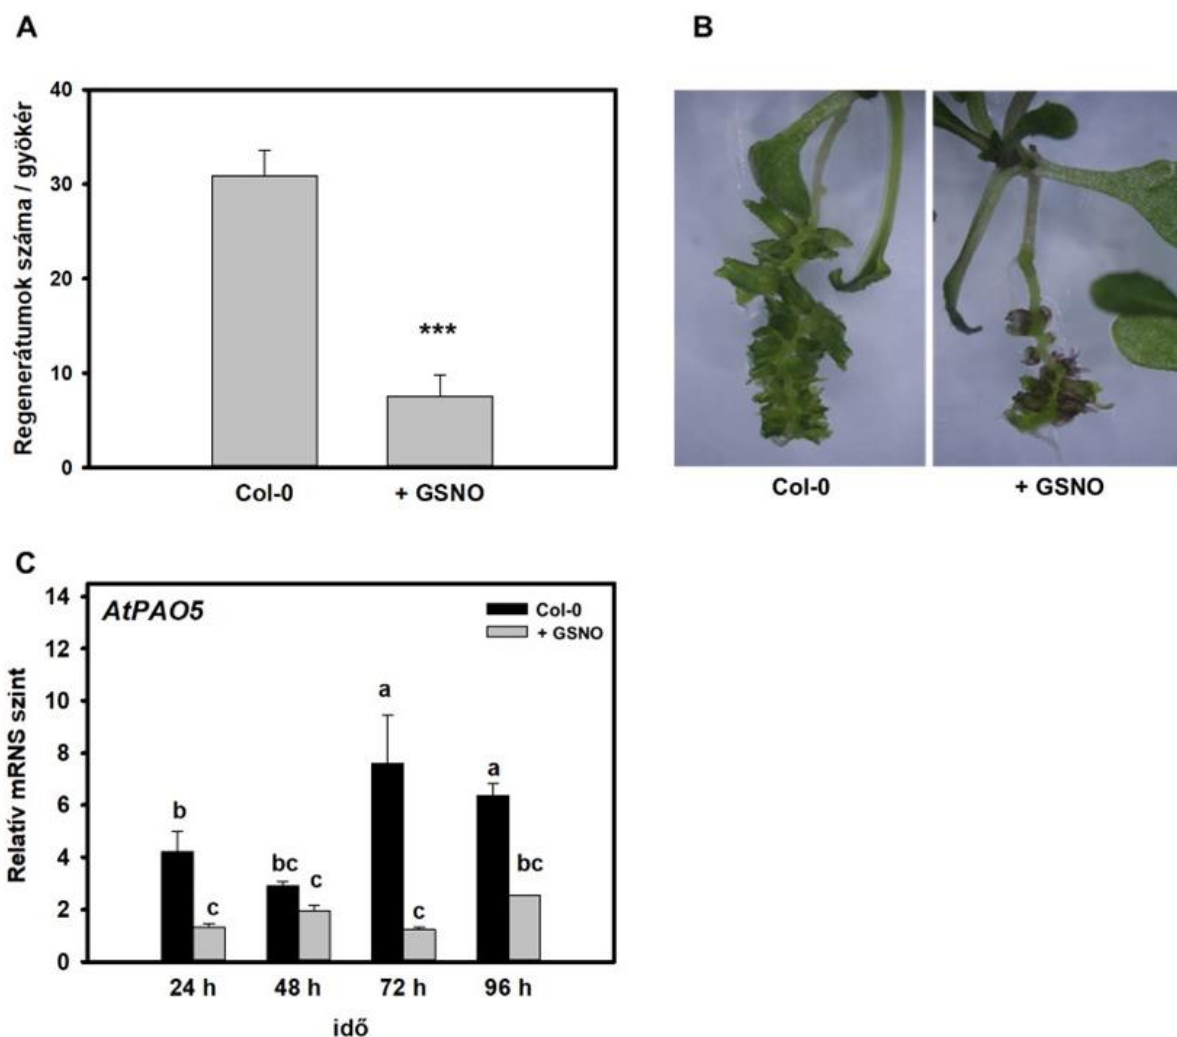 A
Regenerátumok száma / gyökér
40
30
20
10
0
***
Col-0
+ GSNO
B
Col-0
+ GSNO
C
AtPAO5
Col-0
+ GSNO
Relatív mRNS szint
14
12
10
8
6
4
2
0
b
c
bc
c
a
c
a
bc
24 h
48 h
72 h
96 h
idő